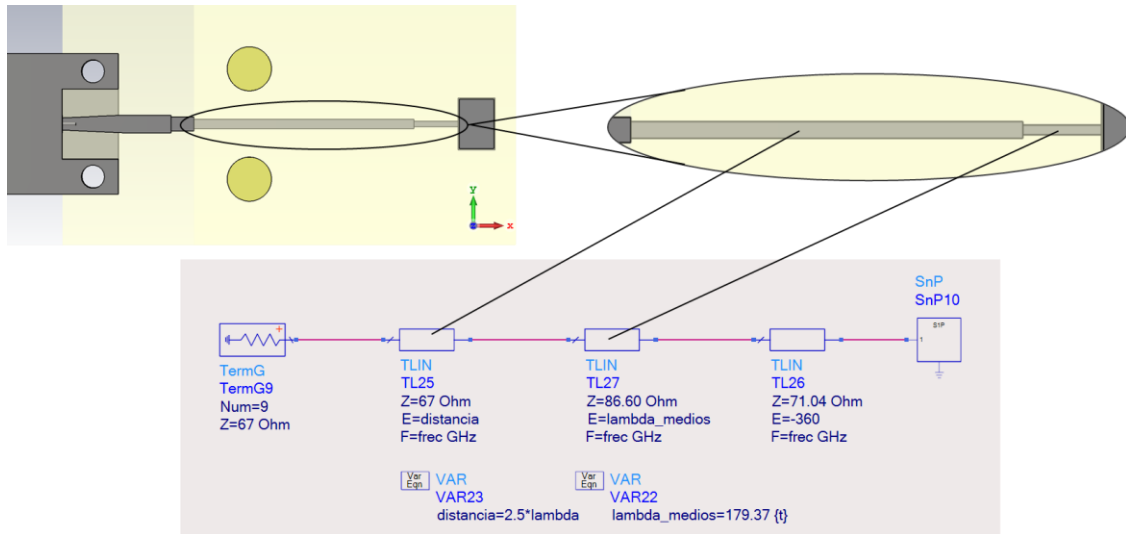 Y
x
SnP
SnP10
S1P
1
TermG
TermG9
Num=9
Z=67 Ohm
TLIN
TL25
Z=67 Ohm
E=distancia
F=frec GHz
TLIN
TL27
Z=86.60 Ohm
E=lambda_medios
F=frec GHz
TLIN
TL26
Z=71.04 Ohm
E=-360
F=frec GHz
Var
Eqn
VAR
VAR23
distancia=2.5*lambda
Var
Eqn
VAR
VAR22
lambda_medios=179.37 {t}